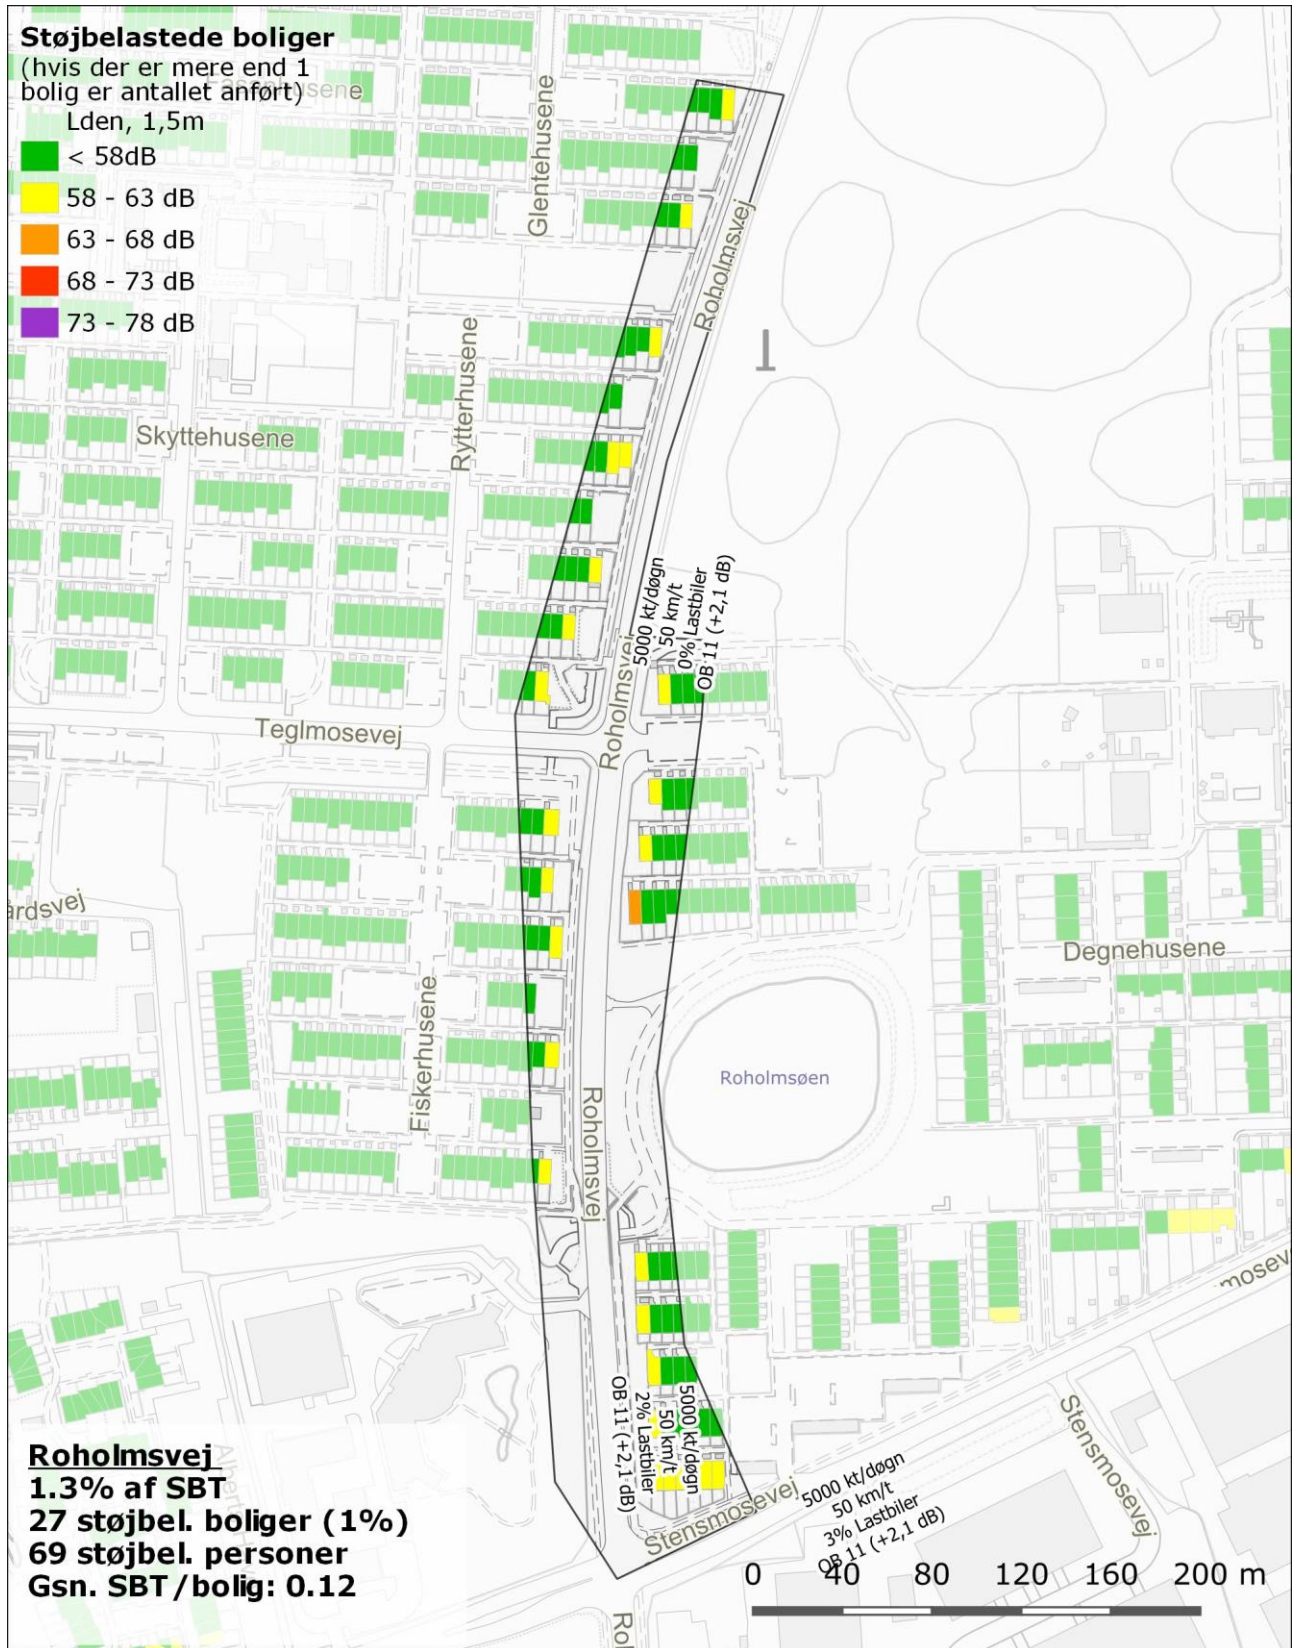 Støjbelastede boliger
(hvis der er mere end 1
bolig er antallet anført)
Lden, 1,5m
< 58dB
58 - 63 dB
63 - 68 dB
68 - 73 dB
73 - 78 dB
Glentehusene
Roholmsvej
Rytterhusene
Skyttehusene
5000 kt/døgn
50 km/t
0% Lastbiler
OB 11 (+2,1 dB)
Roholmsvej
Teglmosevej
Degnehusene
Fiskerhusene
Roholmsøen
Roholmsvej
5000 kt/døgn
50 km/t
2% Lastbiler
OB 11 (+2,1 dB)
Stensmosevej
5000 kt/døgn
50 km/t
3% Lastbiler
OB 11 (+2,1 dB)
Stensmosevej
Roholmsvej
1.3% af SBT
27 støjbel. boliger (1%)
69 støjbel. personer
Gsn. SBT/bolig: 0.12
0 40 80 120 160 200 m